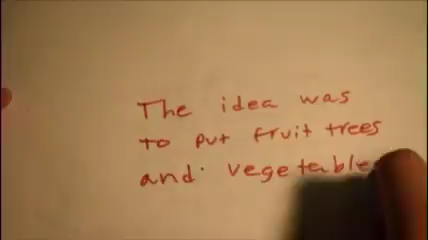 The idea was
to put fruit trees
and vegetable